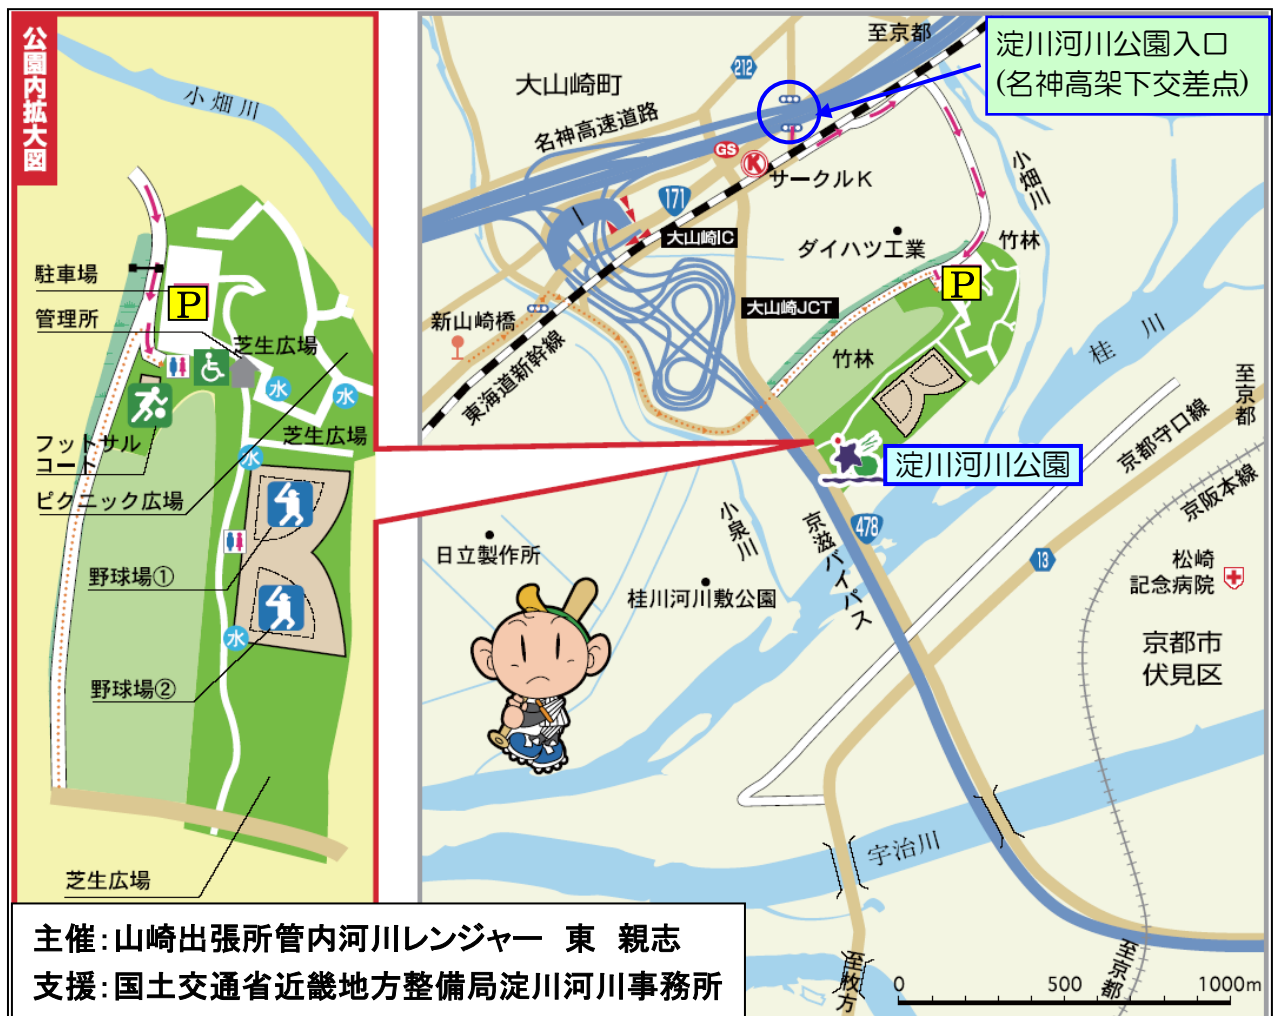 公園内拡大図
小畑川
駐車場
P
管理所
芝生広場
水
水
芝生広場
フットサル
コート
水
ピクニック広場
野球場①
水
野球場②
芝生広場
至京都
淀川河川公園入口
(名神高架下交差点)
212
大山崎町
名神高速道路
GS
K
サークルK
小畑川
171
大山崎IC
ダイハツ工業
竹林
P
大山崎JCT
新山崎橋
東海道新幹線
竹林
桂川
至京都
京都守口線
淀川河川公園
京阪本線
小泉川
京滋バイパス
478
13
日立製作所
松崎
記念病院
桂川河川敷公園
京都市
伏見区
宇治川
至枚方
至京都
0 500 1000m
主催：山崎出張所管内河川レンジャー 東 親志
支援：国土交通省近畿地方整備局淀川河川事務所